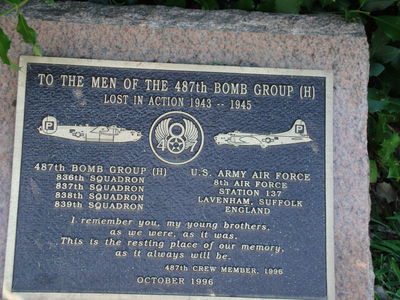 TO THE MEN OF THE 487th BOMB GROUP (H)
LOST IN ACTION 1943 -- 1945
P
8
487
P
487th BOMB GROUP (H)
836th SQUADRON
837th SQUADRON
838th SQUADRON
839th SQUADRON
U.S. ARMY AIR FORCE
8th AIR FORCE
STATION 137
LAVENHAM, SUFFOLK
ENGLAND
I remember you, my young brothers,
as we were, as it was.
This is the resting place of our memory,
as it always will be.
487th CREW MEMBER, 1996
OCTOBER 1996